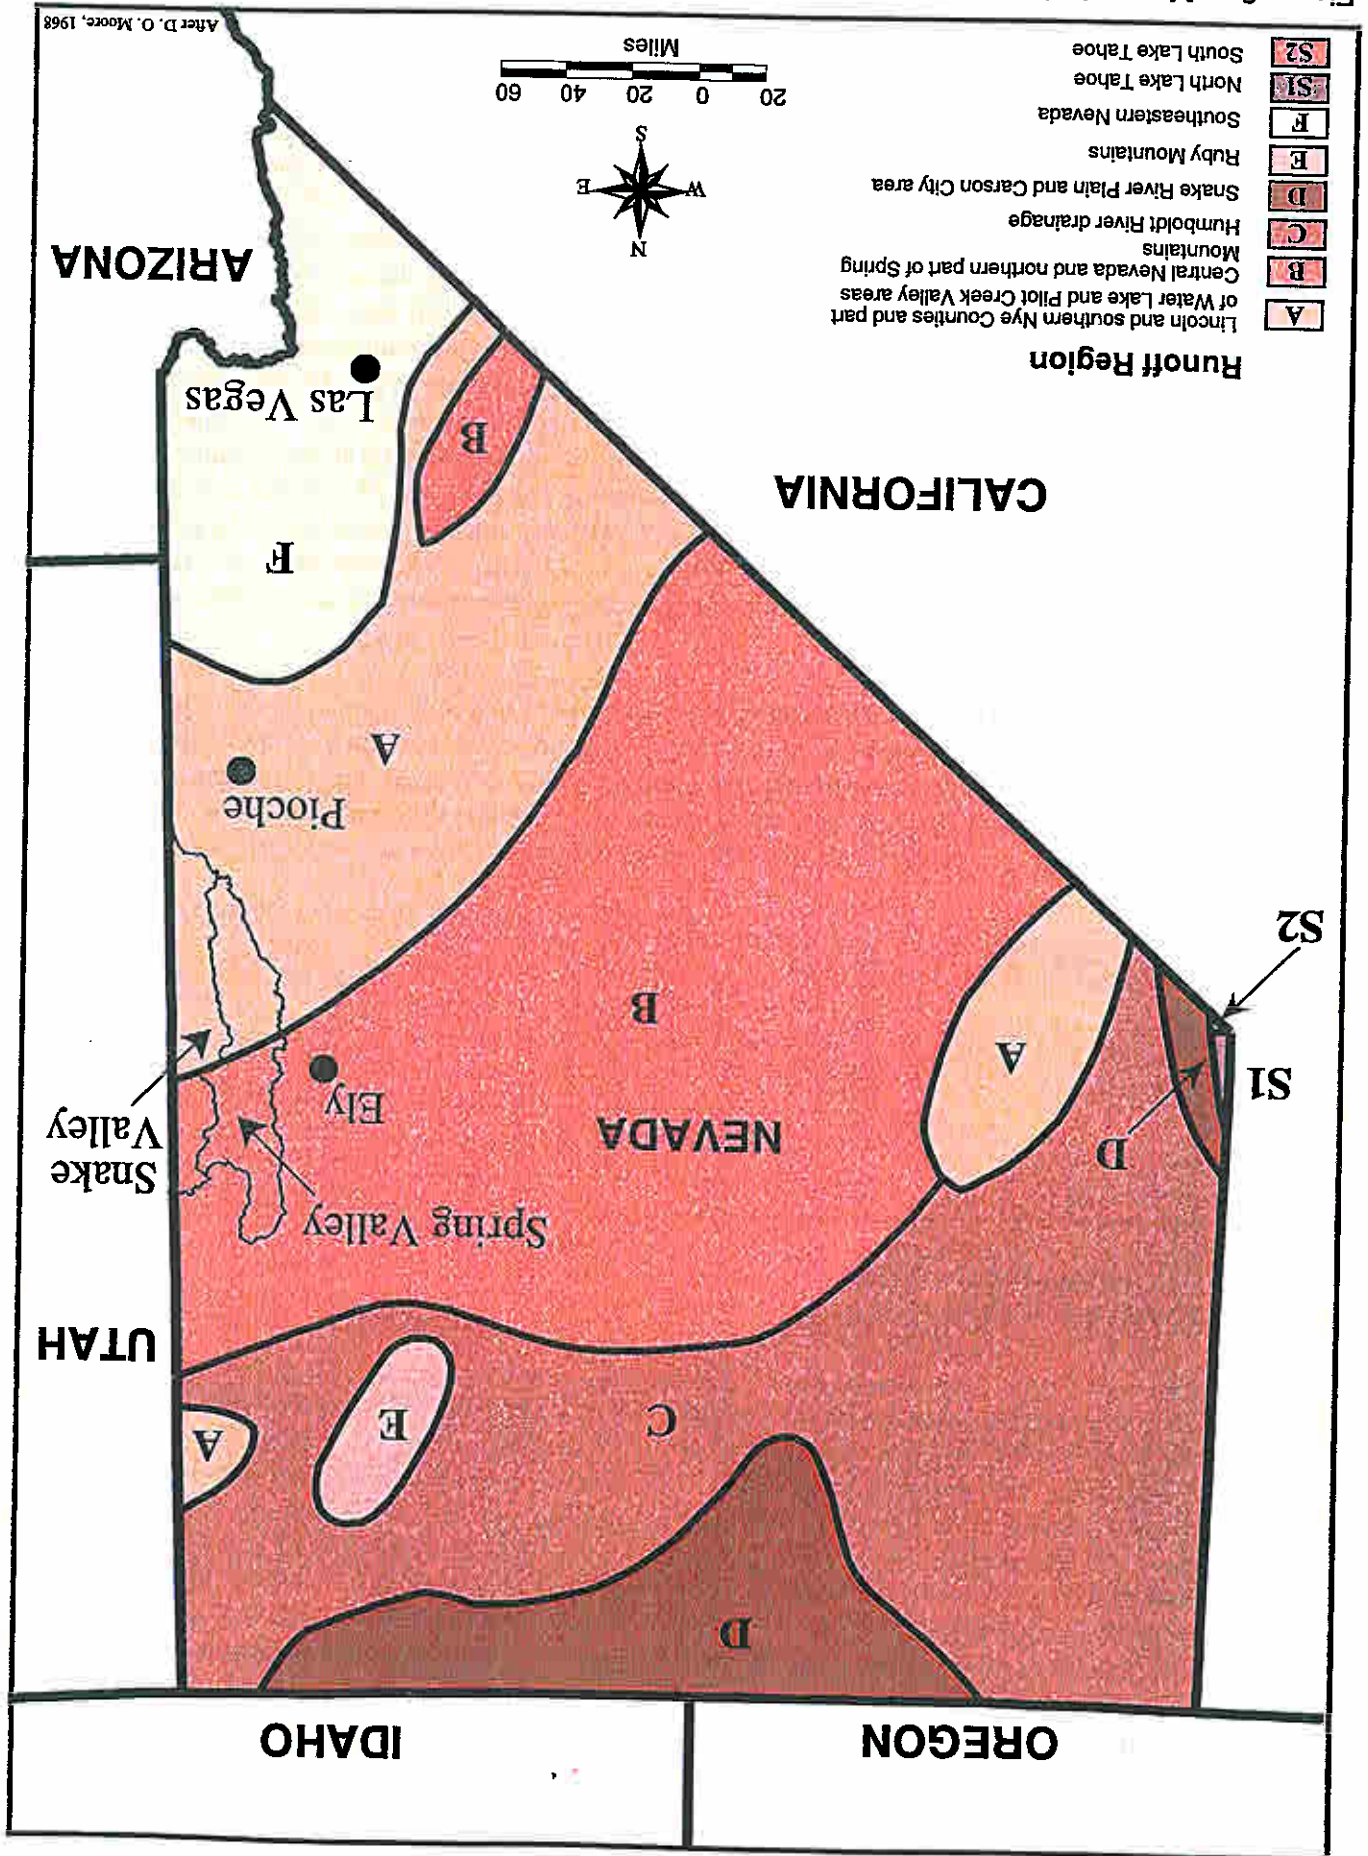 OREGON
IDAHO
D
C
E
A
UTAH
Spring Valley
Snake
Valley
NEVADA
Ely
D
S1
A
B
S2
Pioche
A
F
CALIFORNIA
B
Las Vegas
ARIZONA
Runoff Region
A Lincoln and southern Nye Counties and part
of Water Lake and Pilot Creek Valley areas
B Central Nevada and northern part of Spring
Mountains
C Humboldt River drainage
D Snake River Plain and Carson City area
E Ruby Mountains
F Southeastern Nevada
S1 North Lake Tahoe
S2 South Lake Tahoe
N
W
E
S
20 0 20 40 60
Miles
After D. O. Moore, 1968